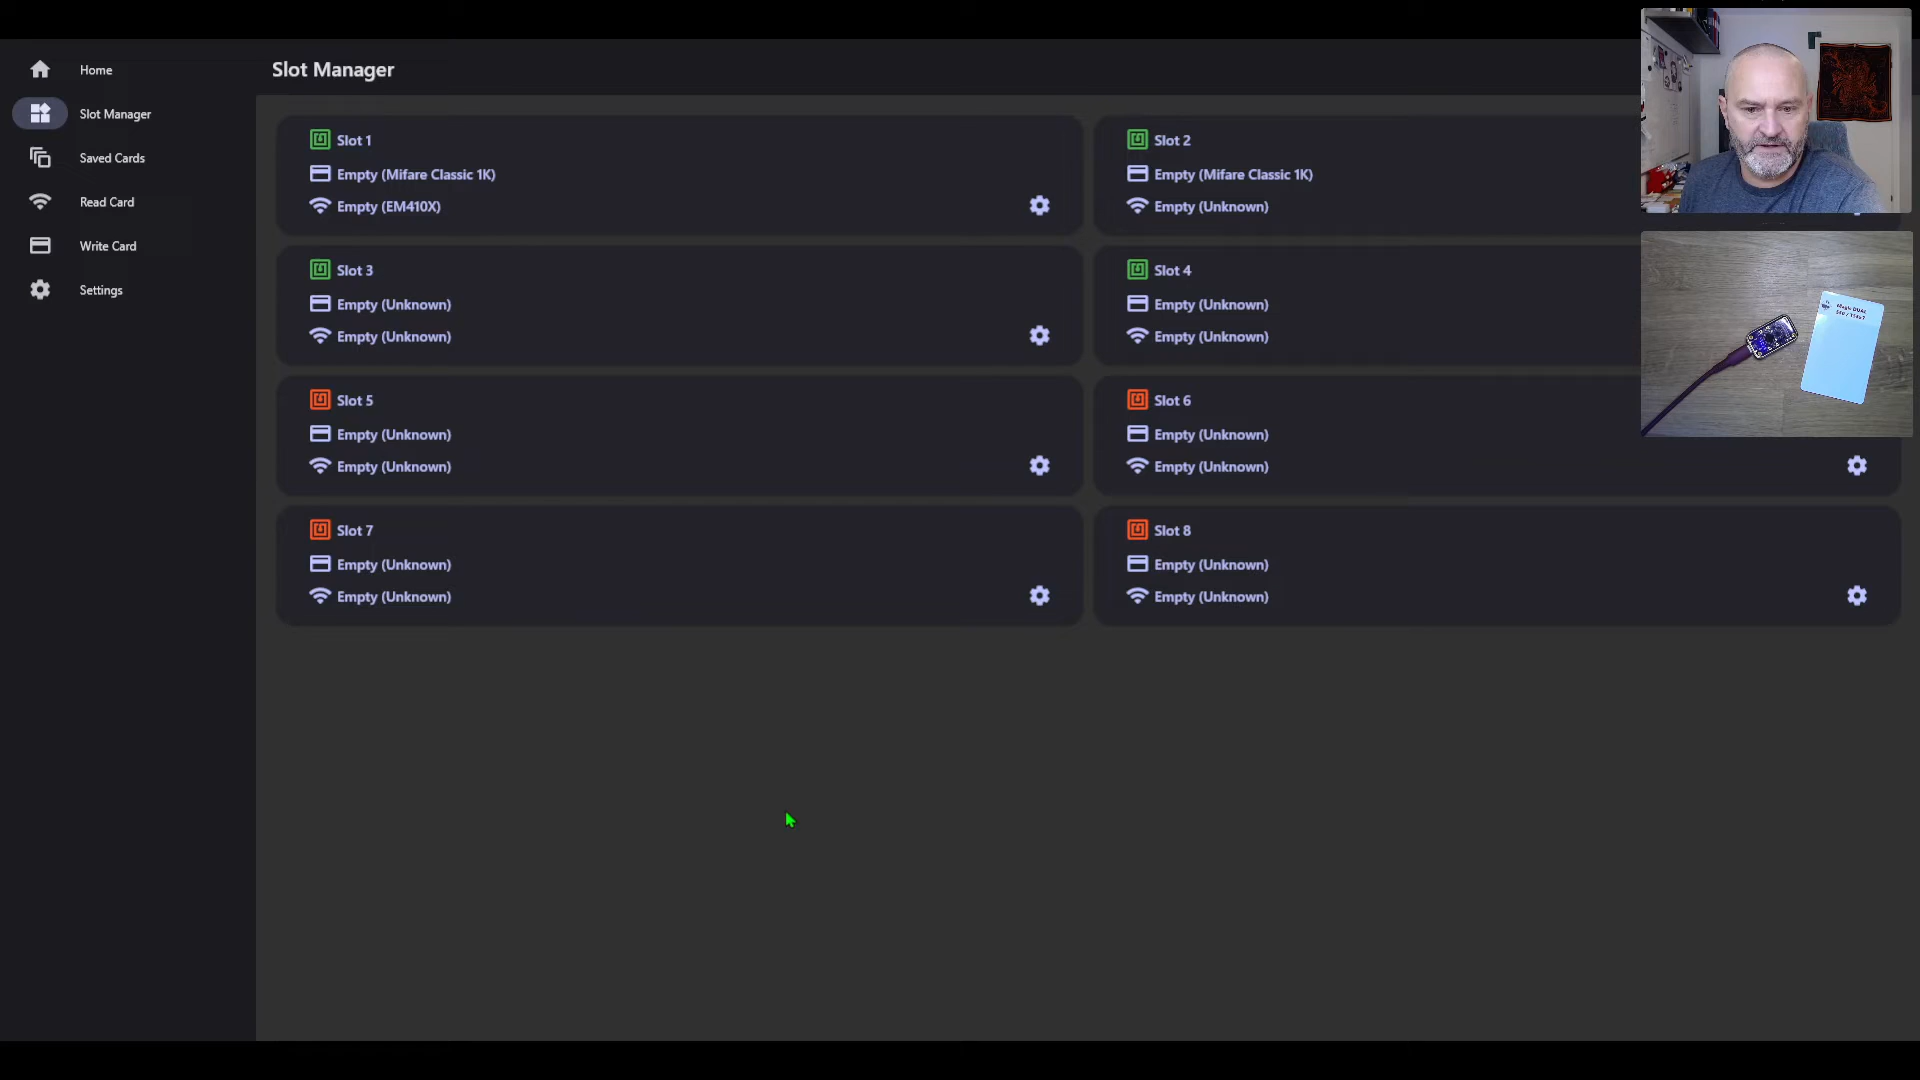 Home
Slot Manager
Saved Cards
Read Card
Write Card
Settings
Slot Manager
Slot 1
Empty (Mifare Classic 1K)
Empty (EM410X)
Slot 2
Empty (Mifare Classic 1K)
Empty (Unknown)
Slot 3
Empty (Unknown)
Empty (Unknown)
Slot 4
Empty (Unknown)
Empty (Unknown)
Slot 5
Empty (Unknown)
Empty (Unknown)
Slot 6
Empty (Unknown)
Empty (Unknown)
Slot 7
Empty (Unknown)
Empty (Unknown)
Slot 8
Empty (Unknown)
Empty (Unknown)
Magic DUAL